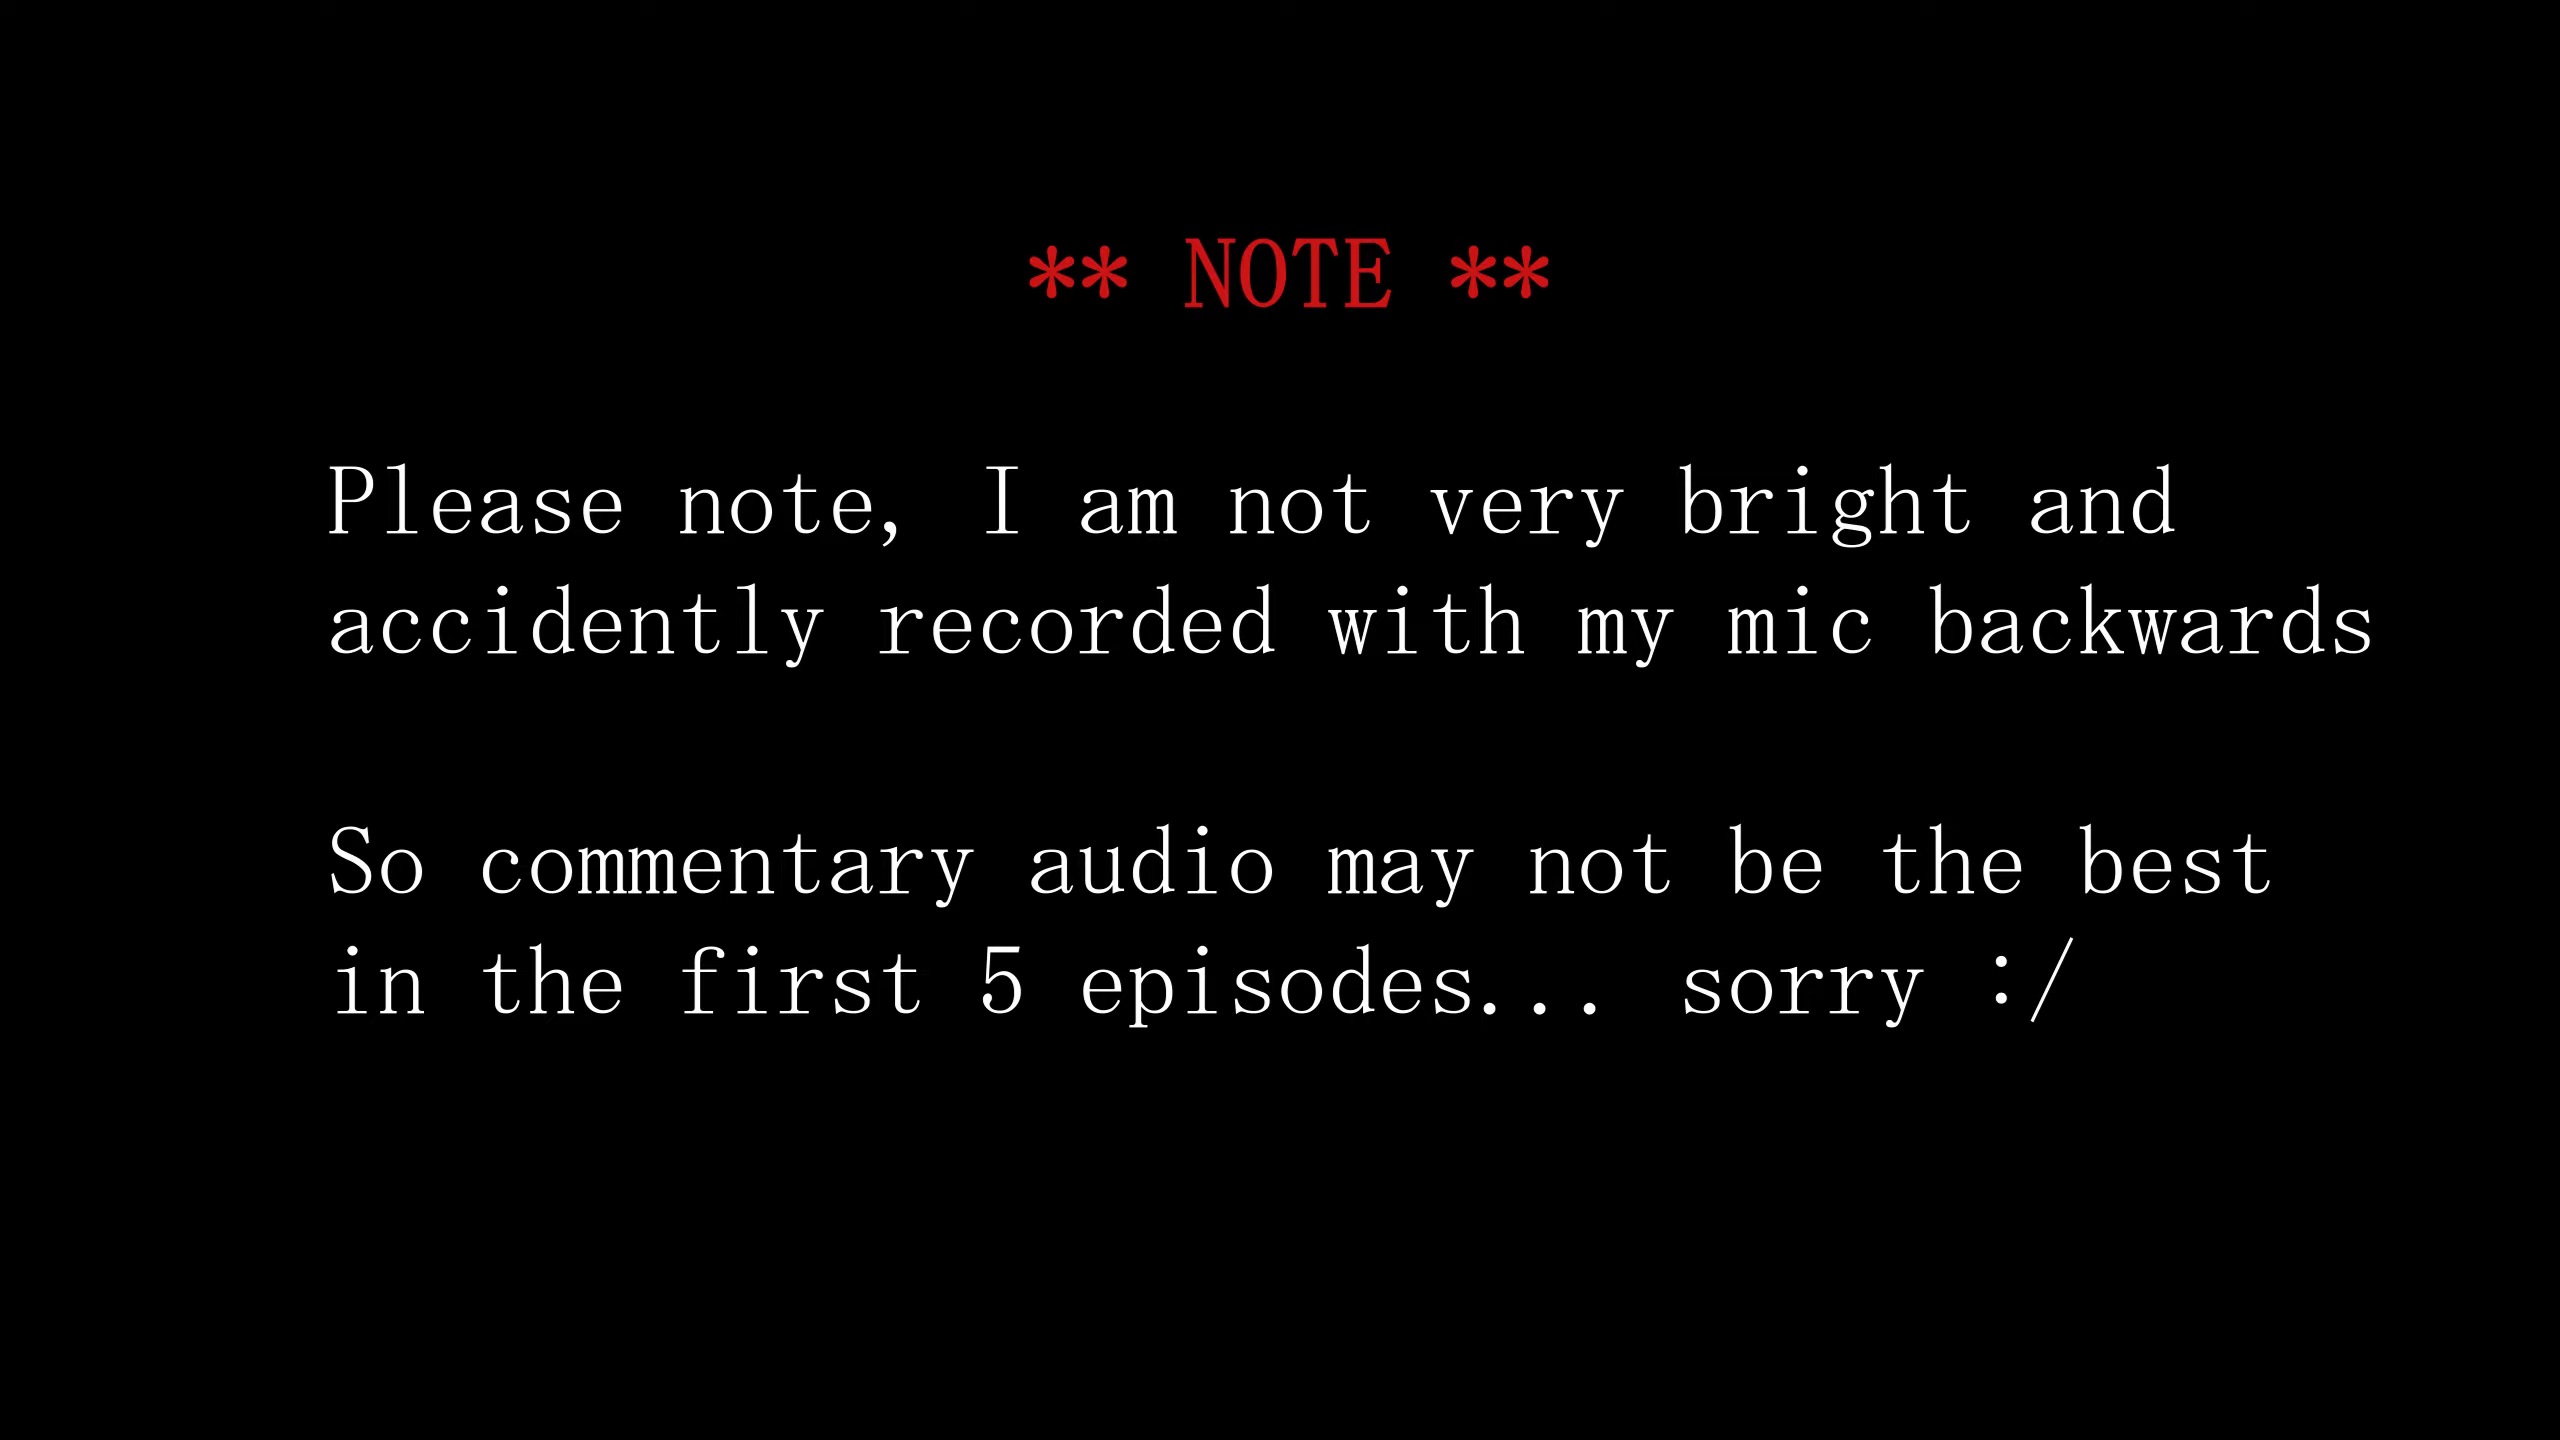 ** NOTE **
Please note, I am not very bright and
accidently recorded with my mic backwards
So commentary audio may not be the best
in the first 5 episodes... sorry :/